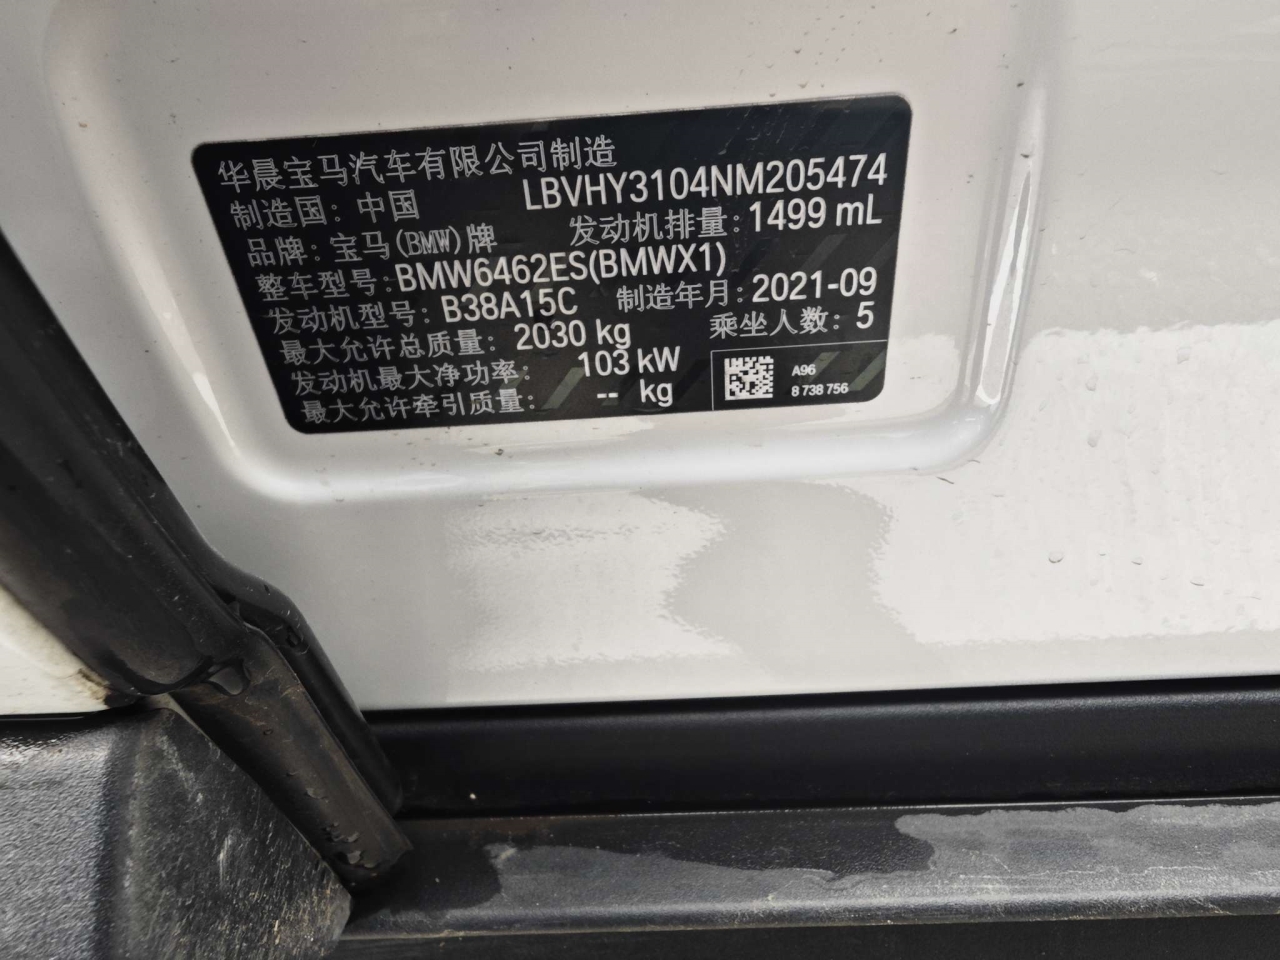 华晨宝马汽车有限公司制造
制造国：中国 LBVHY3104NM205474
品牌：宝马(BMW)牌 发动机排量：1499 mL
整车型号：BMW6462ES(BMWX1)
发动机型号：B38A15C 制造年月：2021-09
最大允许总质量：2030 kg 乘坐人数：5
发动机最大净功率：103 kW
最大允许牵引质量：-- kg
A96
8 738 756